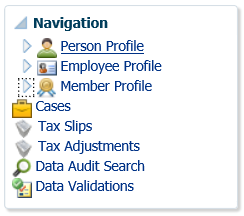 Navigation
Person Profile
Employee Profile
Member Profile
Cases
Tax Slips
Tax Adjustments
Data Audit Search
Data Validations